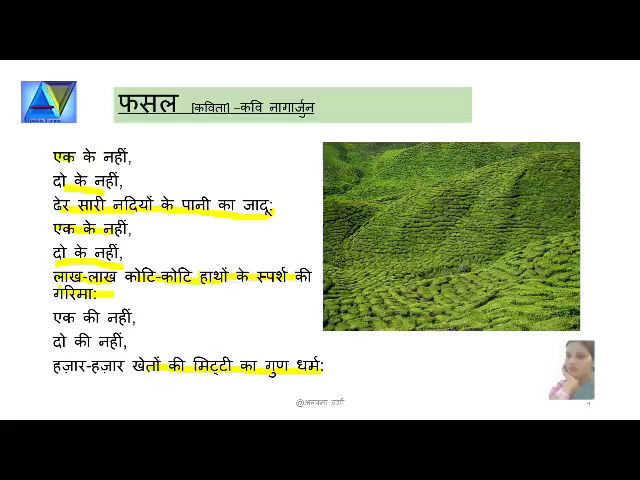 फसल [कविता] –कवि नागार्जुन
एक के नहीं,
दो के नहीं,
ढेर सारी नदियों के पानी का जादू:
एक के नहीं,
दो के नहीं,
लाख-लाख कोटि-कोटि हाथों के स्पर्श की
गरिमा:
एक की नहीं,
दो की नहीं,
हज़ार-हज़ार खेतों की मिट्टी का गुण धर्म: